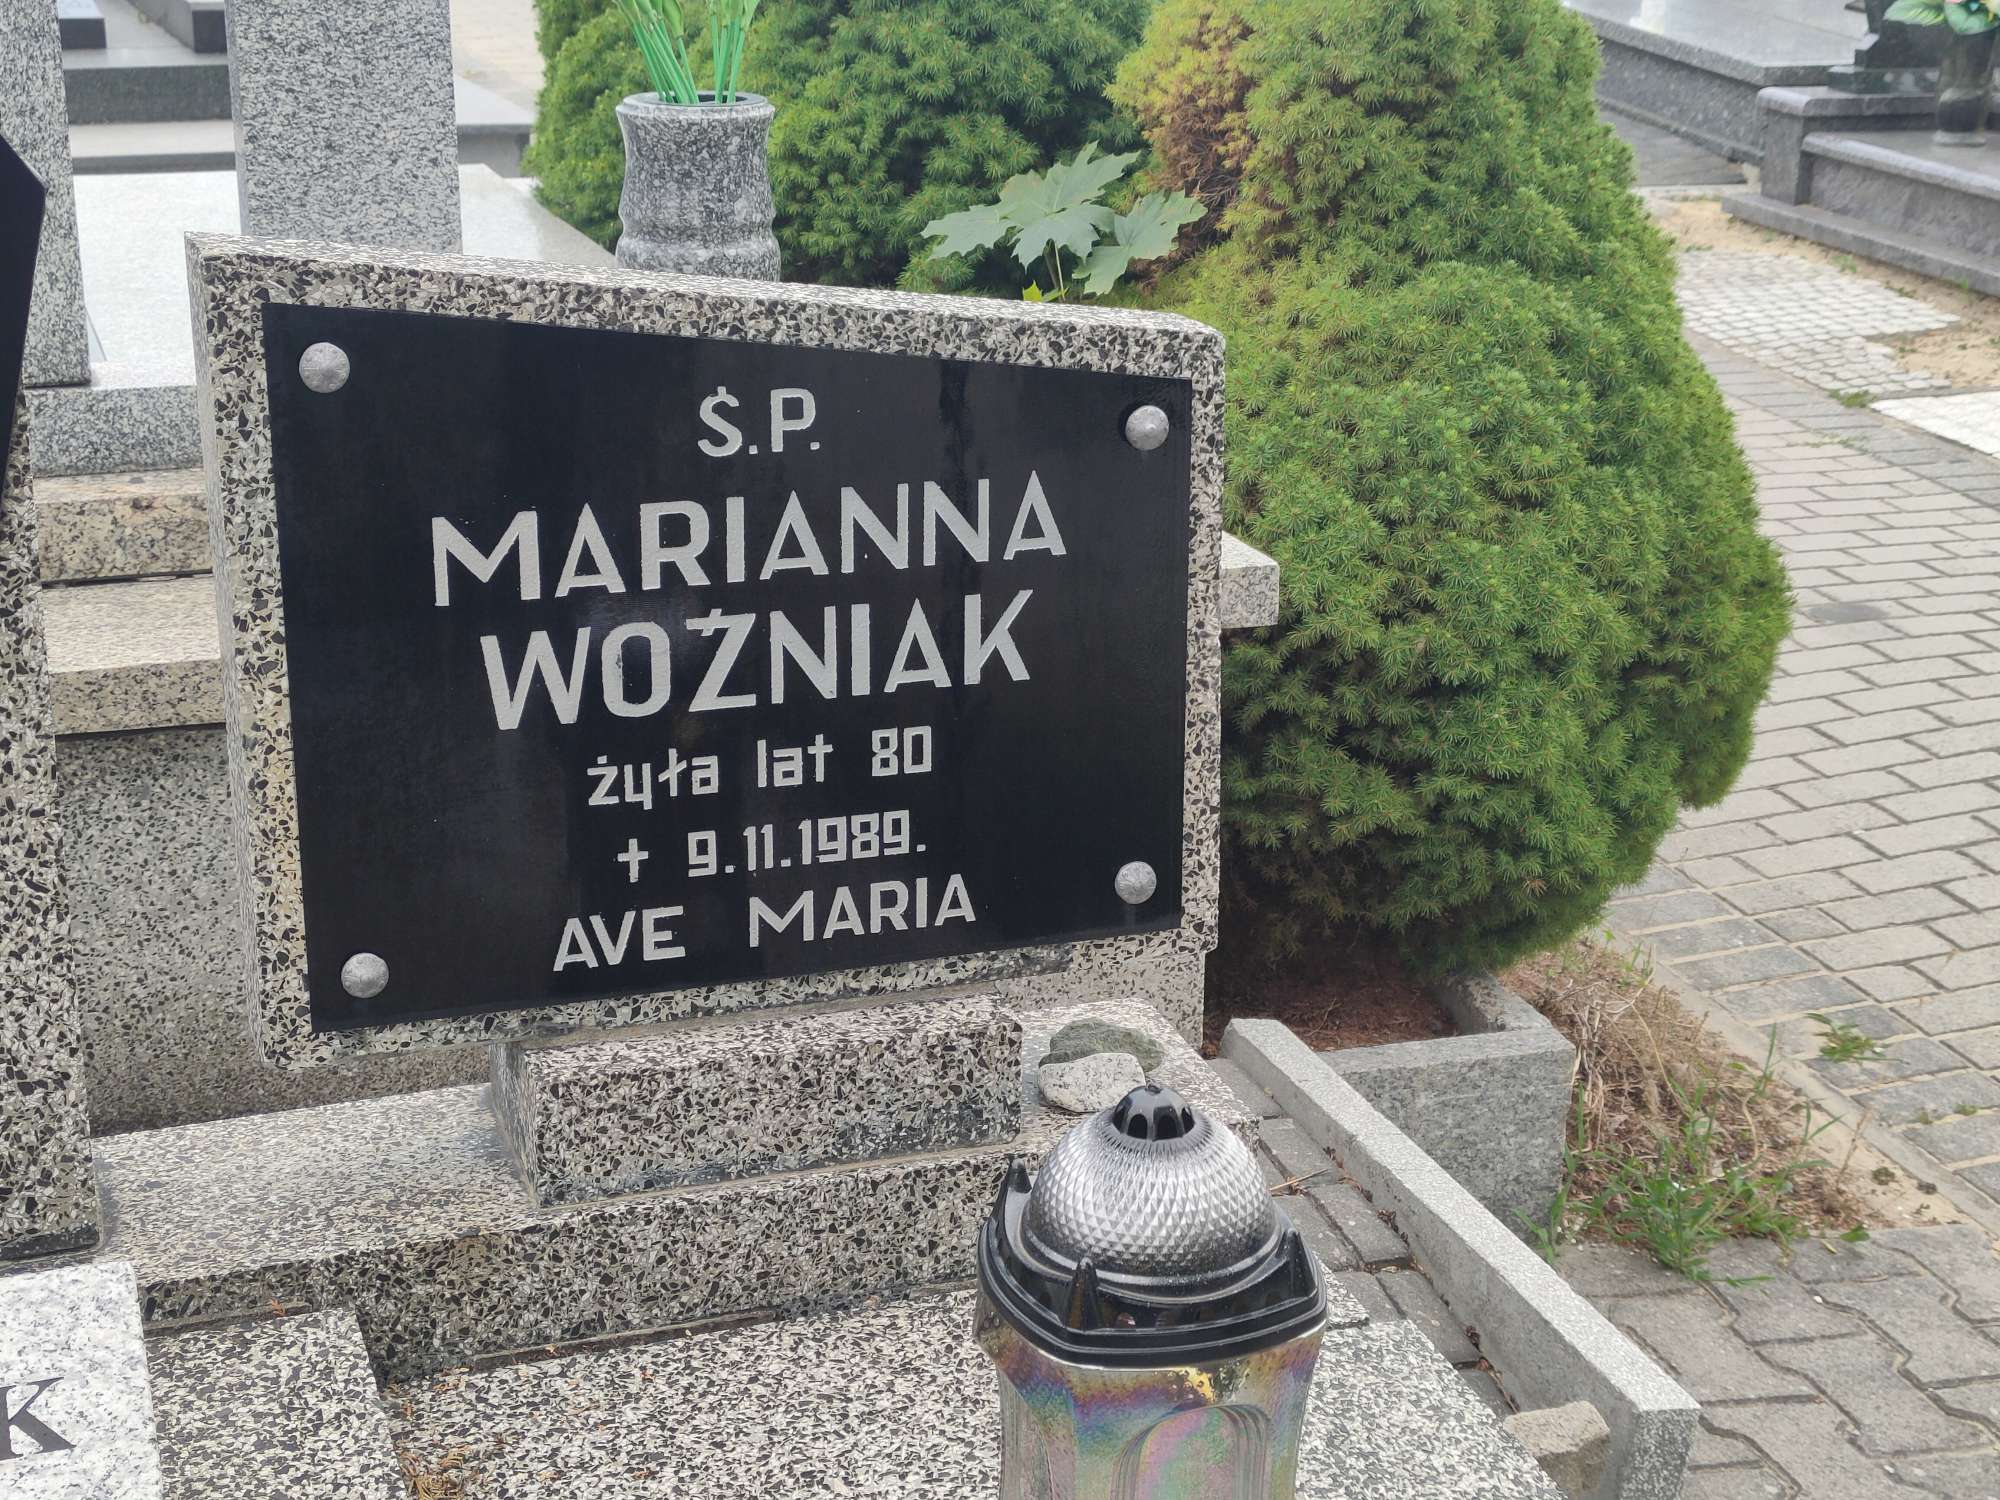 Ś.P.
MARIANNA
WOŹNIAK
żyła lat 80
✝ 9.11.1989.
AVE MARIA
K